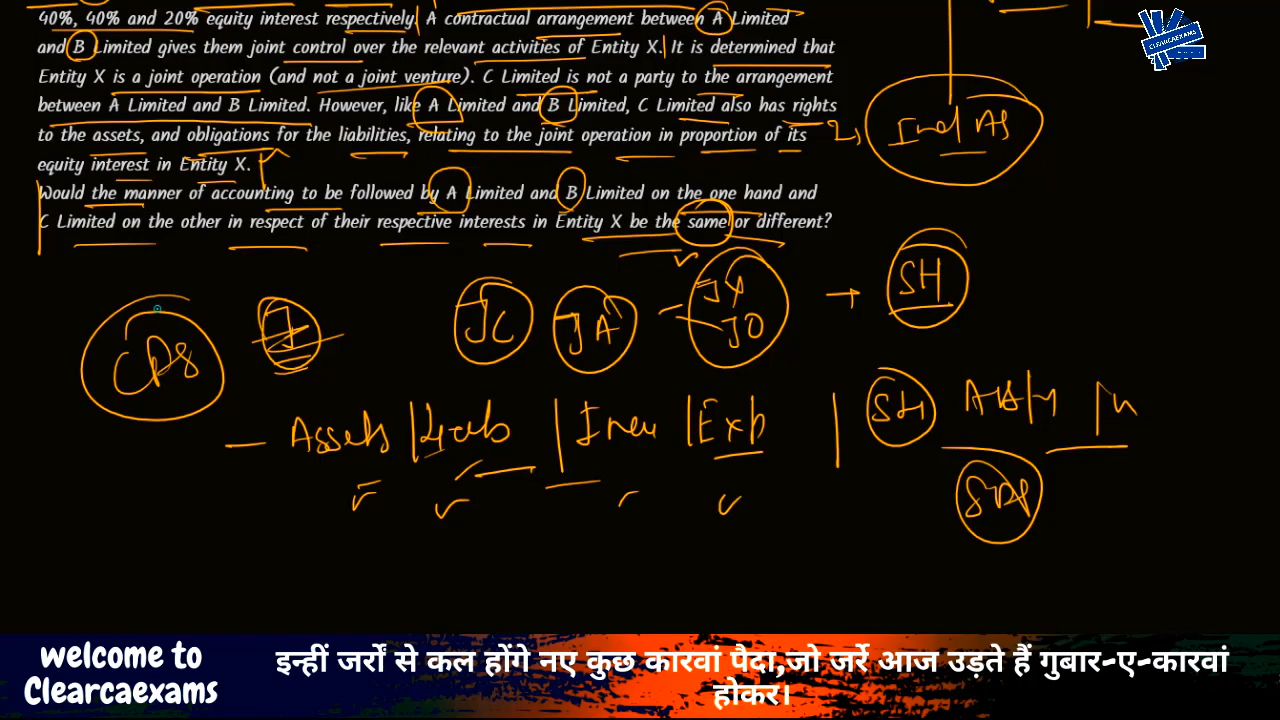 40%, 40% and 20% equity interest respectively. A contractual arrangement between A Limited
and B Limited gives them joint control over the relevant activities of Entity X. It is determined that
Entity X is a joint operation (and not a joint venture). C Limited is not a party to the arrangement
between A Limited and B Limited. However, like A Limited and B Limited, C Limited also has rights
to the assets, and obligations for the liabilities, relating to the joint operation in proportion of its
equity interest in Entity X.
Would the manner of accounting to be followed by A Limited and B Limited on the one hand and
C Limited on the other in respect of their respective interests in Entity X be the same or different?
CLEARCAEXAMS
Ind AS
JC JA JV → SH
JO
Assets | Liab | Exp | SH
welcome to
Clearcaexams
इन्हीं जर्रों से कल होंगे नए कुछ कारवां पैदा,जो जर्रे आज उड़ते हैं गुबार-ए-कारवां
होकर।